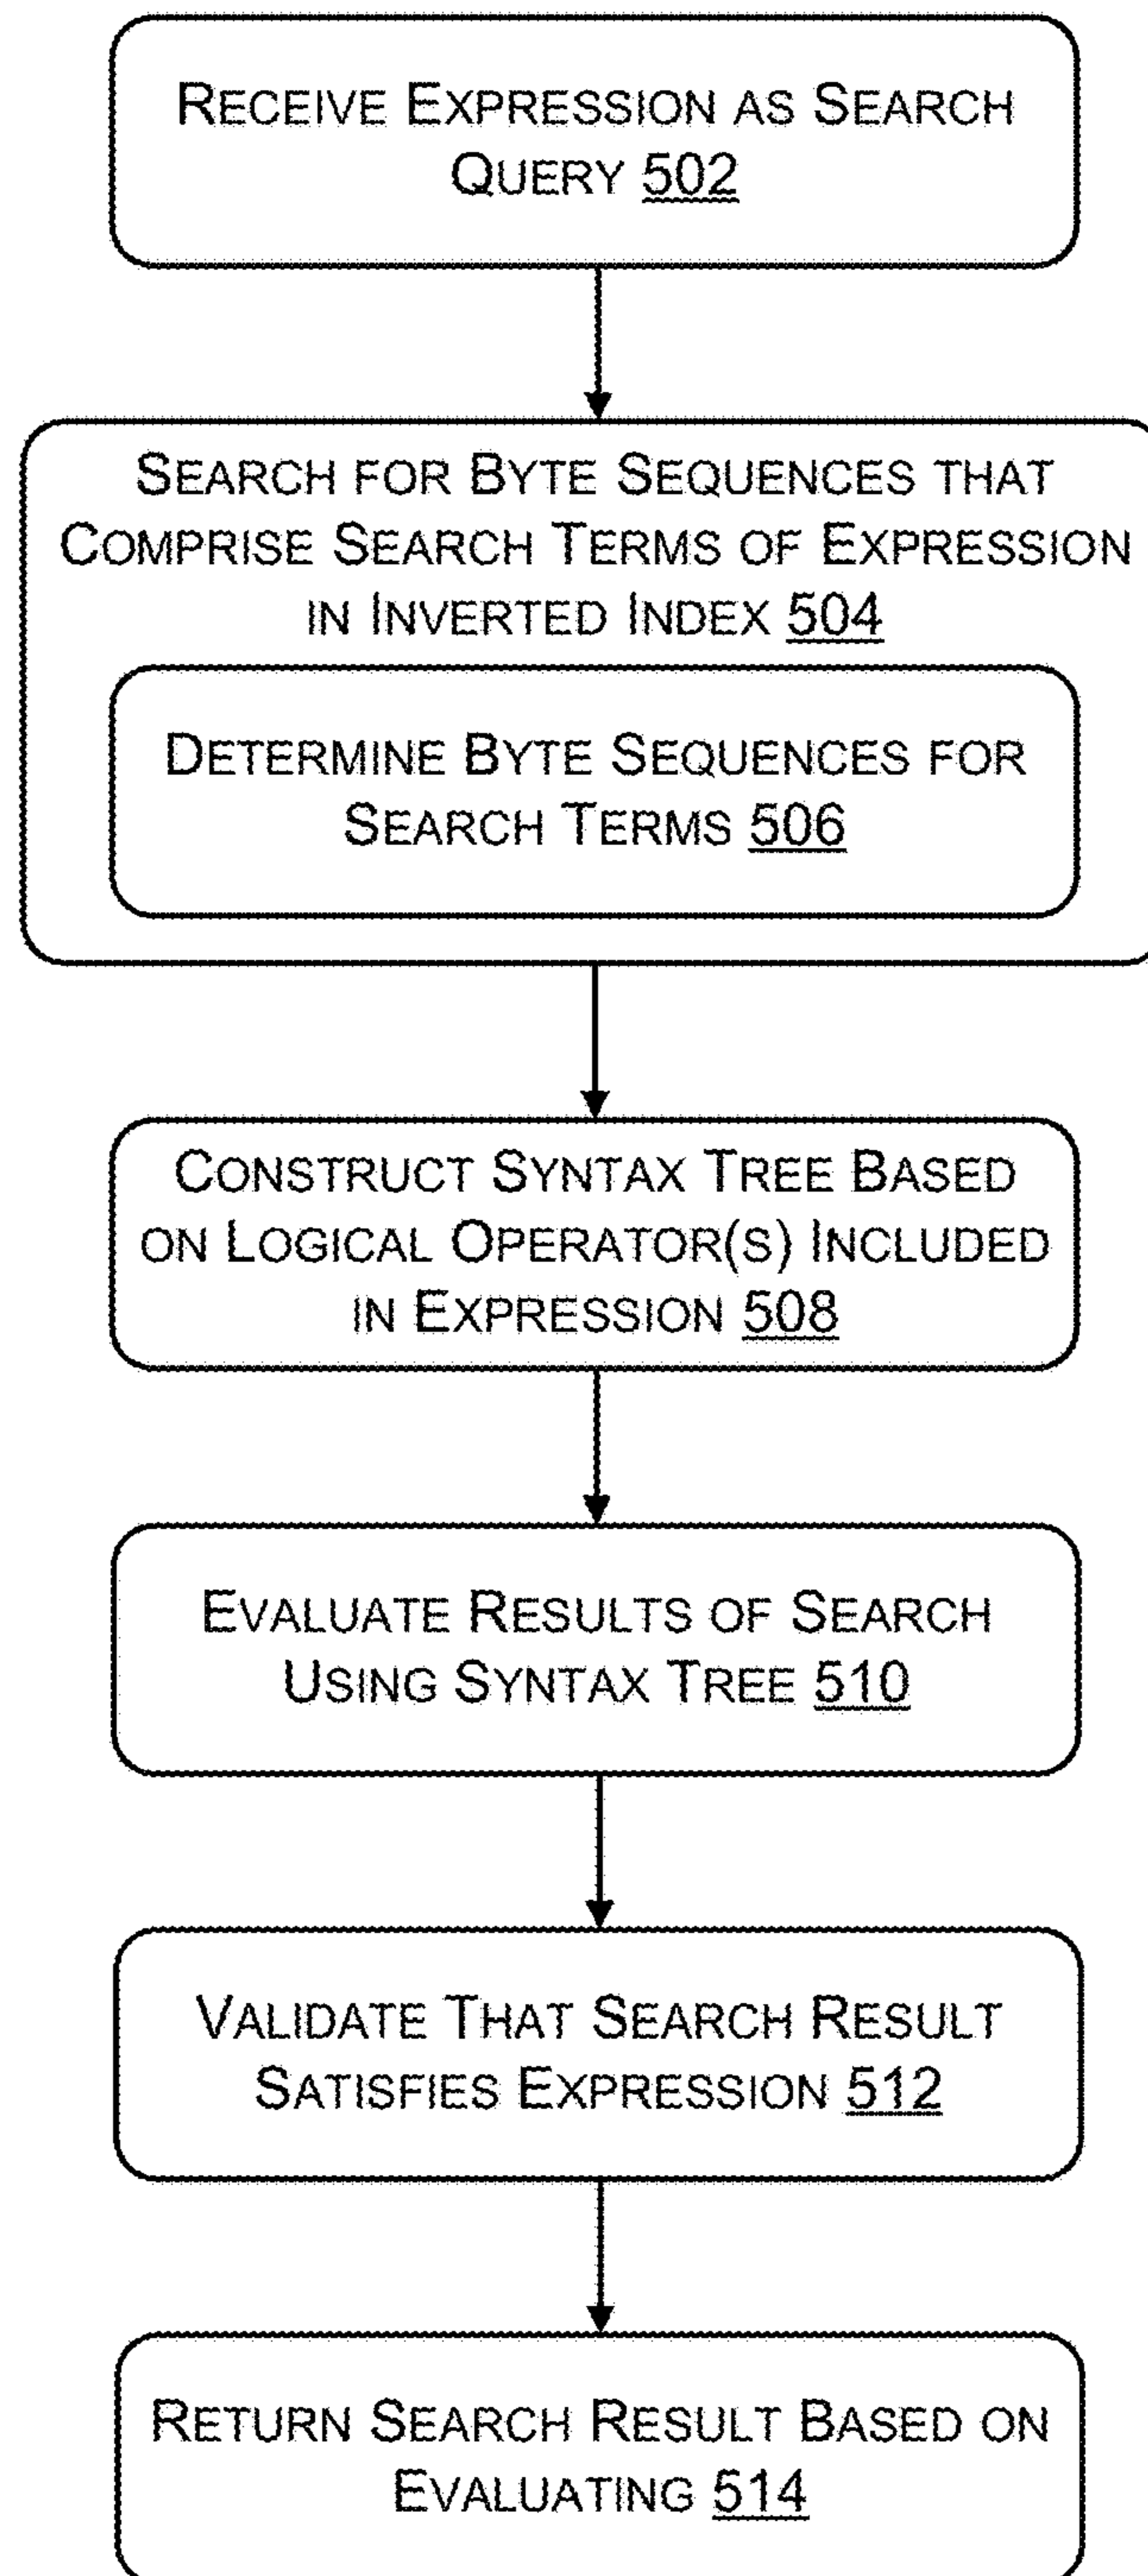 RECEIVE EXPRESSION AS SEARCH
QUERY 502
SEARCH FOR BYTE SEQUENCES THAT
COMPRISE SEARCH TERMS OF EXPRESSION
IN INVERTED INDEX 504
DETERMINE BYTE SEQUENCES FOR
SEARCH TERMS 506
CONSTRUCT SYNTAX TREE BASED
ON LOGICAL OPERATOR(S) INCLUDED
IN EXPRESSION 508
EVALUATE RESULTS OF SEARCH
USING SYNTAX TREE 510
VALIDATE THAT SEARCH RESULT
SATISFIES EXPRESSION 512
RETURN SEARCH RESULT BASED ON
EVALUATING 514